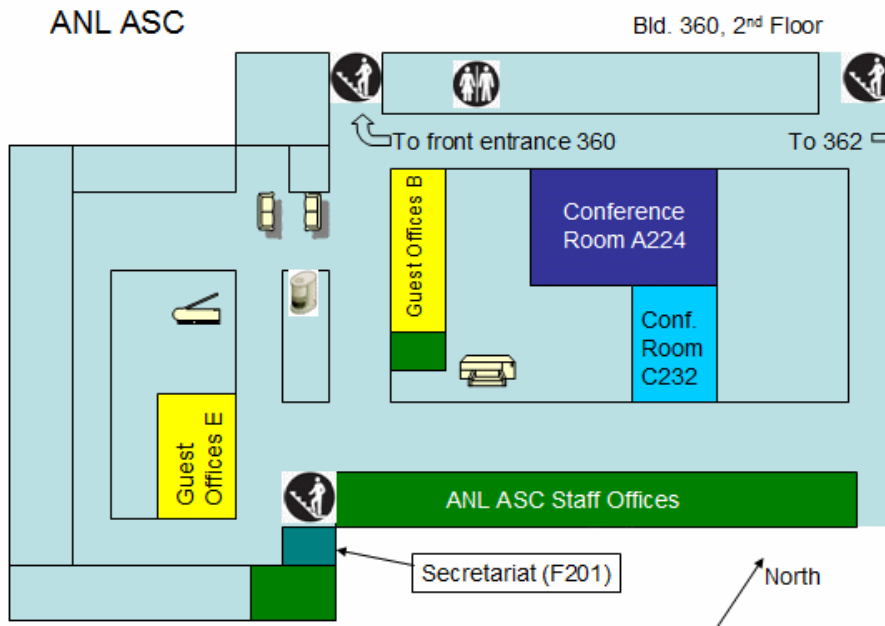 ANL ASC
Bld. 360, 2nd Floor
To front entrance 360
To 362
Guest Offices B
Conference
Room A224
Conf.
Room
C232
Guest
Offices E
ANL ASC Staff Offices
Secretariat (F201)
North